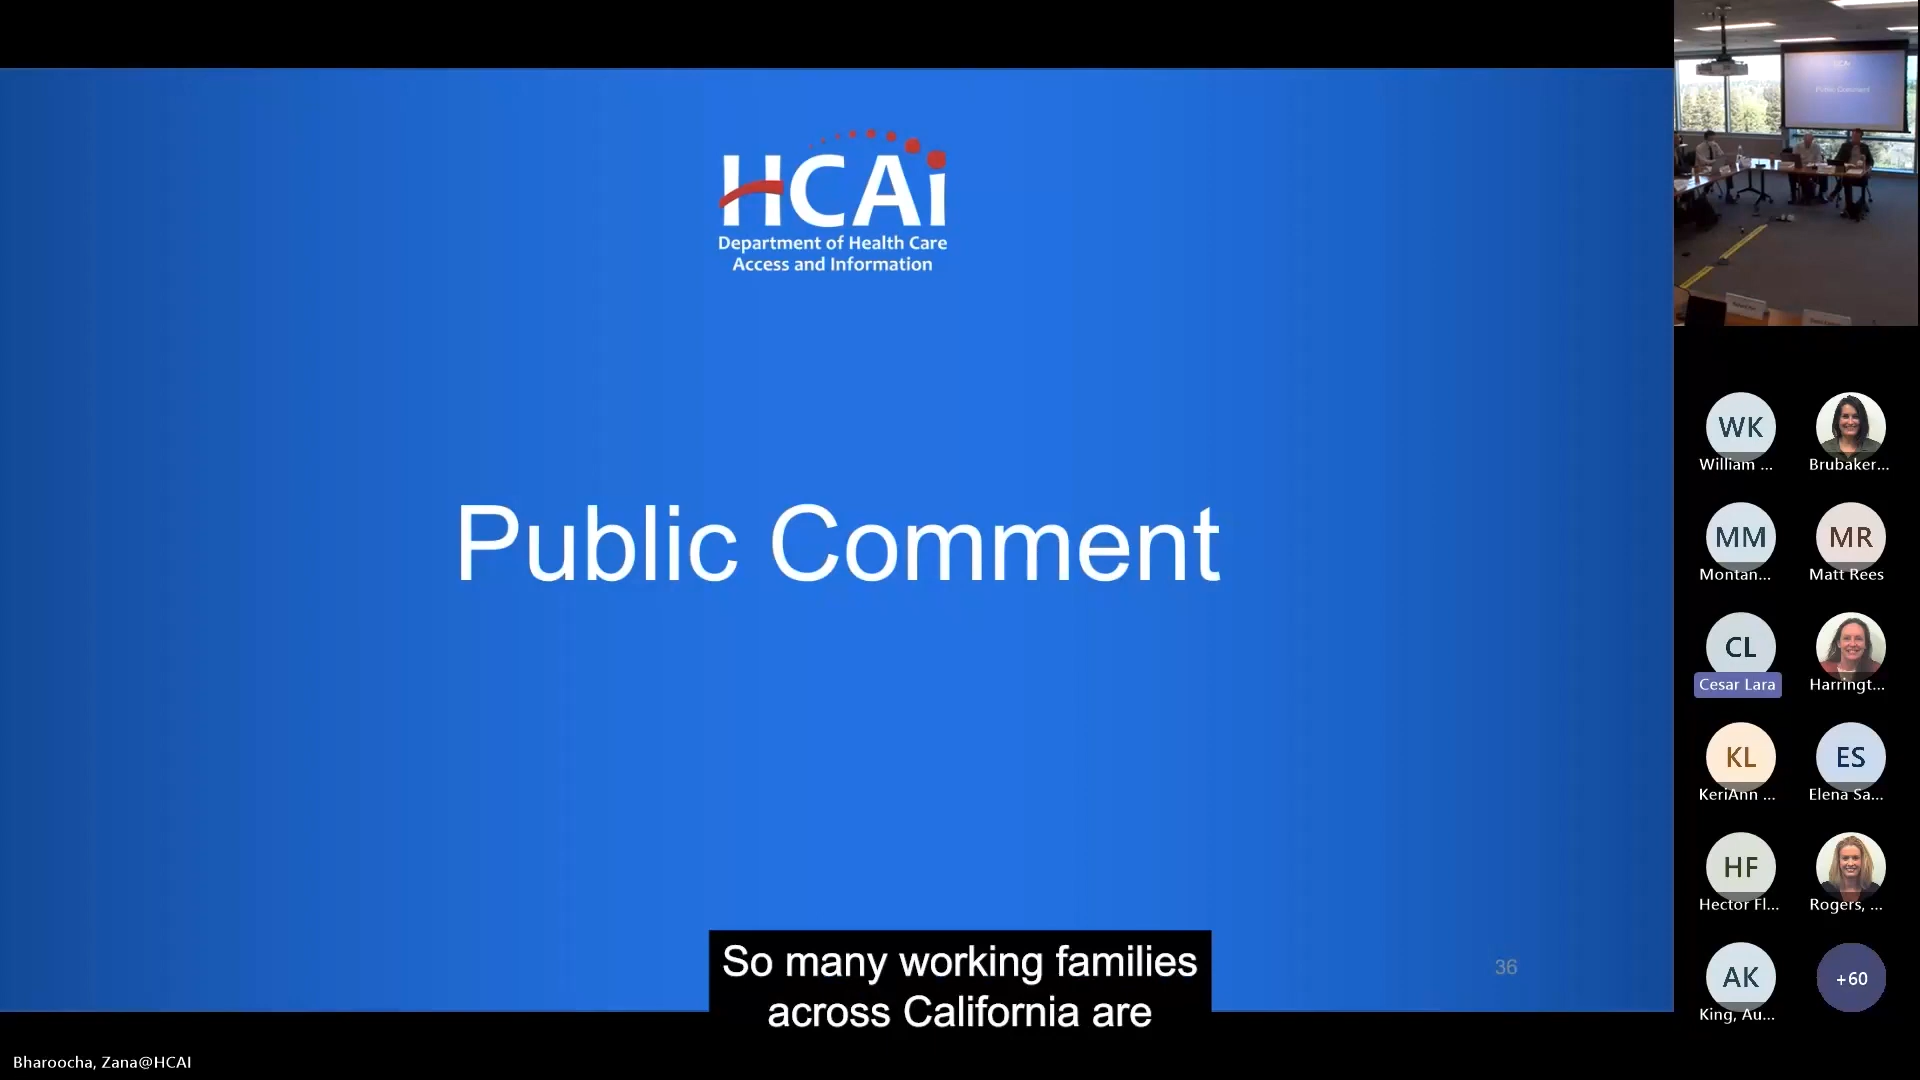 HCAi
Department of Health Care
Access and Information
Public Comment
36
So many working families
across California are
Bharoocha, Zana@HCAI
Public Comment
WK
William ...
Brubaker...
MM
Montan...
MR
Matt Rees
CL
Cesar Lara
Harringt...
KL
KeriAnn ...
ES
Elena Sa...
HF
Hector Fl...
Rogers, ...
AK
King, Au...
+60